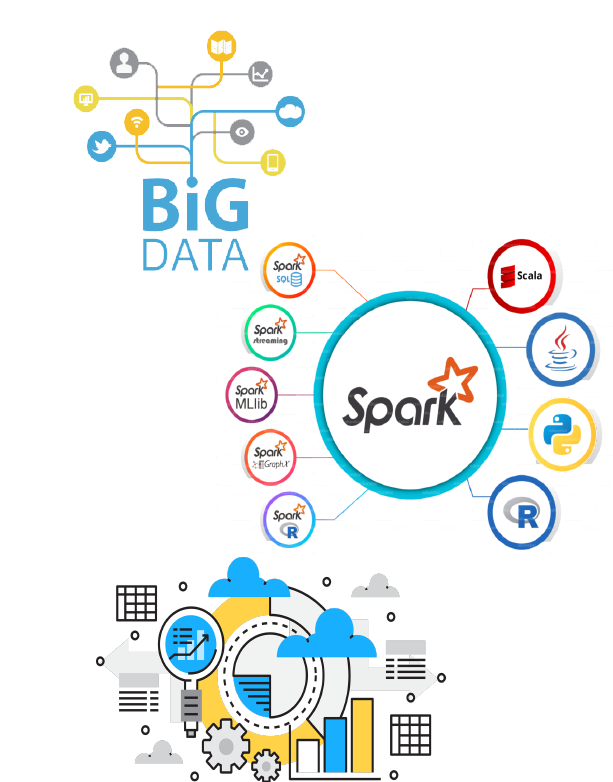 BiG
DATA
Spark
SQL
Spark
streaming
Spark
MLlib
Spark
GraphX
Spark
R
Spark
Scala
R